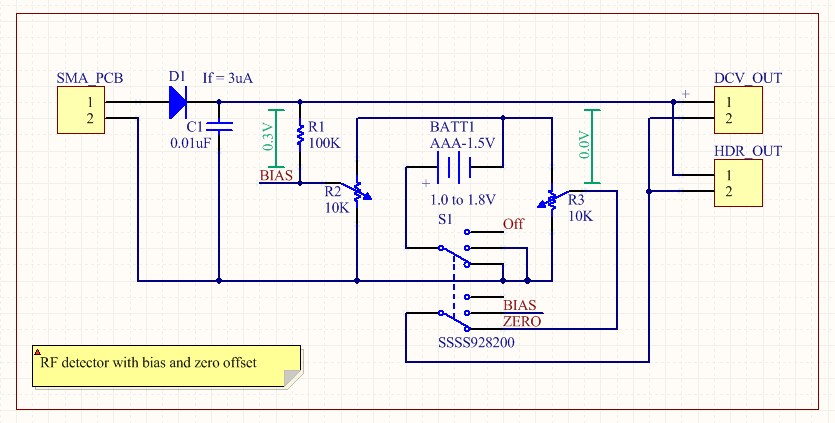 SMA_PCB
D1
If = 3uA
DCV_OUT
1
2
+
1
2
C1
0.01uF
0.3V
R1
100K
BATT1
AAA-1.5V
0.0V
HDR_OUT
1
2
BIAS
R2
10K
+
1.0 to 1.8V
R3
10K
S1
Off
BIAS
ZERO
SSSS928200
RF detector with bias and zero offset